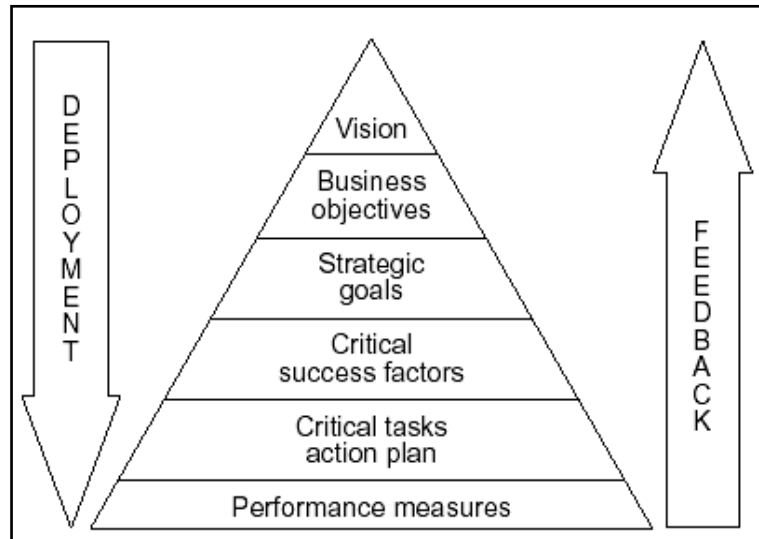 DEPLOYMENT
Vision
Business
objectives
Strategic
goals
Critical
success factors
Critical tasks
action plan
Performance measures
FEEDBACK